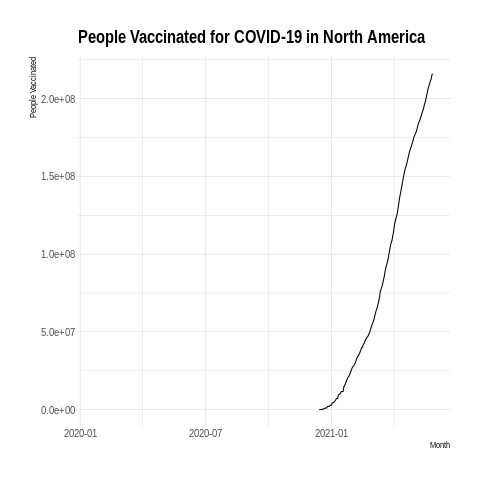 People Vaccinated for COVID-19 in North America
People Vaccinated
2.0e+08
1.5e+08
1.0e+08
5.0e+07
0.0e+00
2020-01 2020-07 2021-01
Month